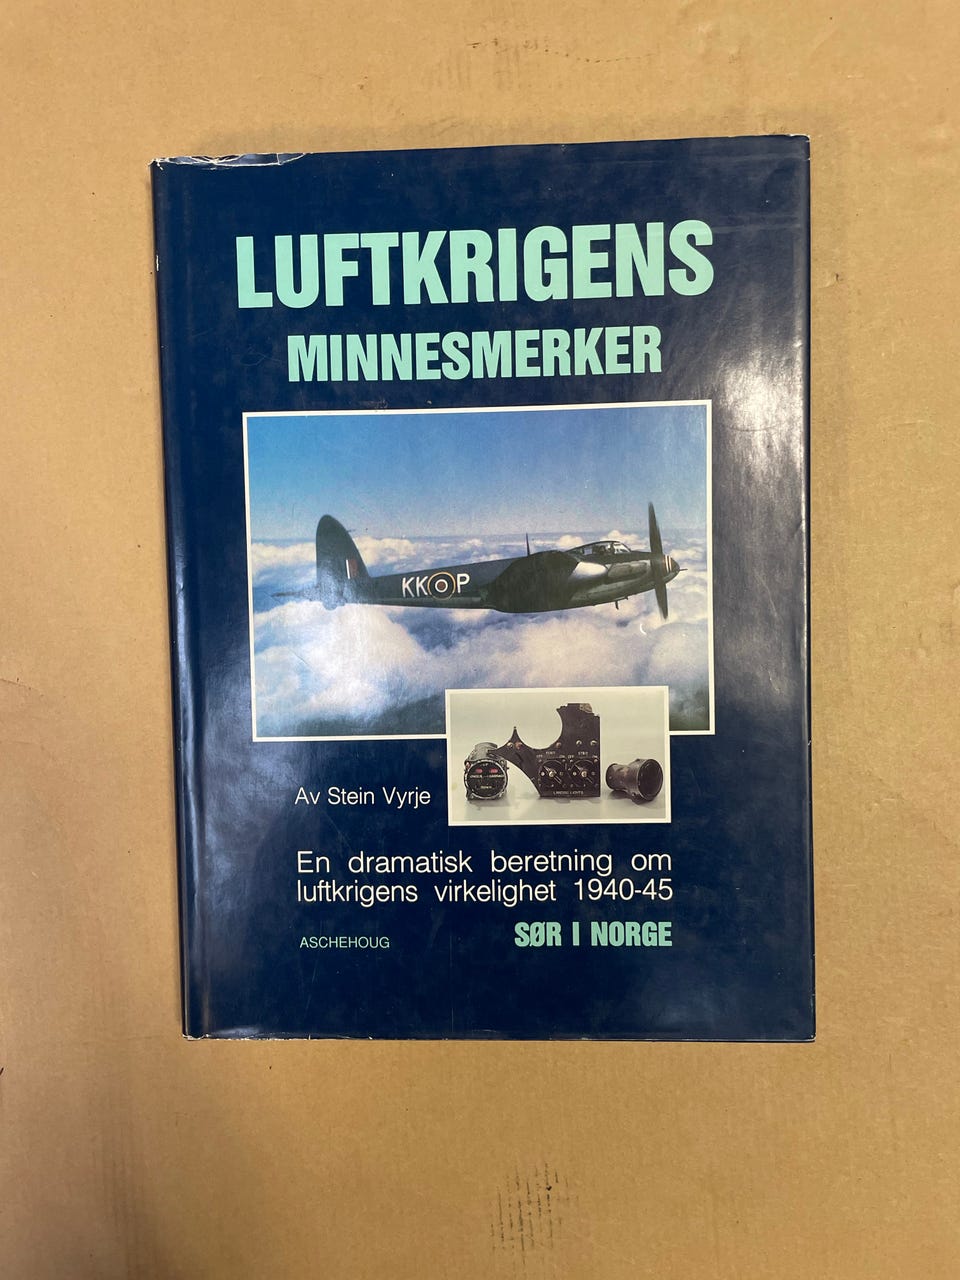 LUFTKRIGENS
MINNESMERKER
KK P
Av Stein Vyrje
En dramatisk beretning om
luftkrigens virkelighet 1940-45
ASCHEHOUG
SØR I NORGE